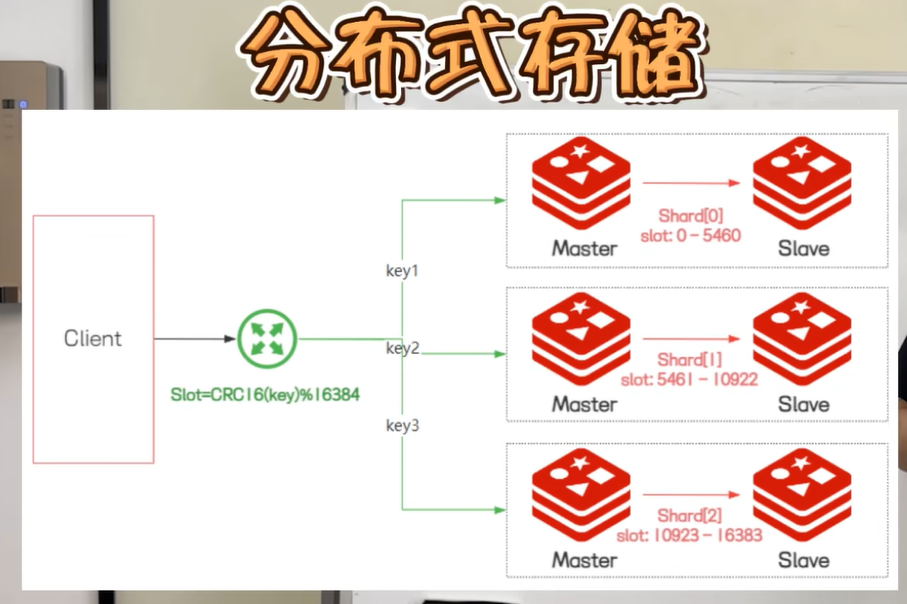 分布式存储
Client
Slot=CRC16(key)%16384
key1
key2
key3
Master
Shard[0]
slot: 0-5460
Slave
Master
Shard[1]
slot: 5461-10922
Slave
Master
Shard[2]
slot: 10923-16383
Slave